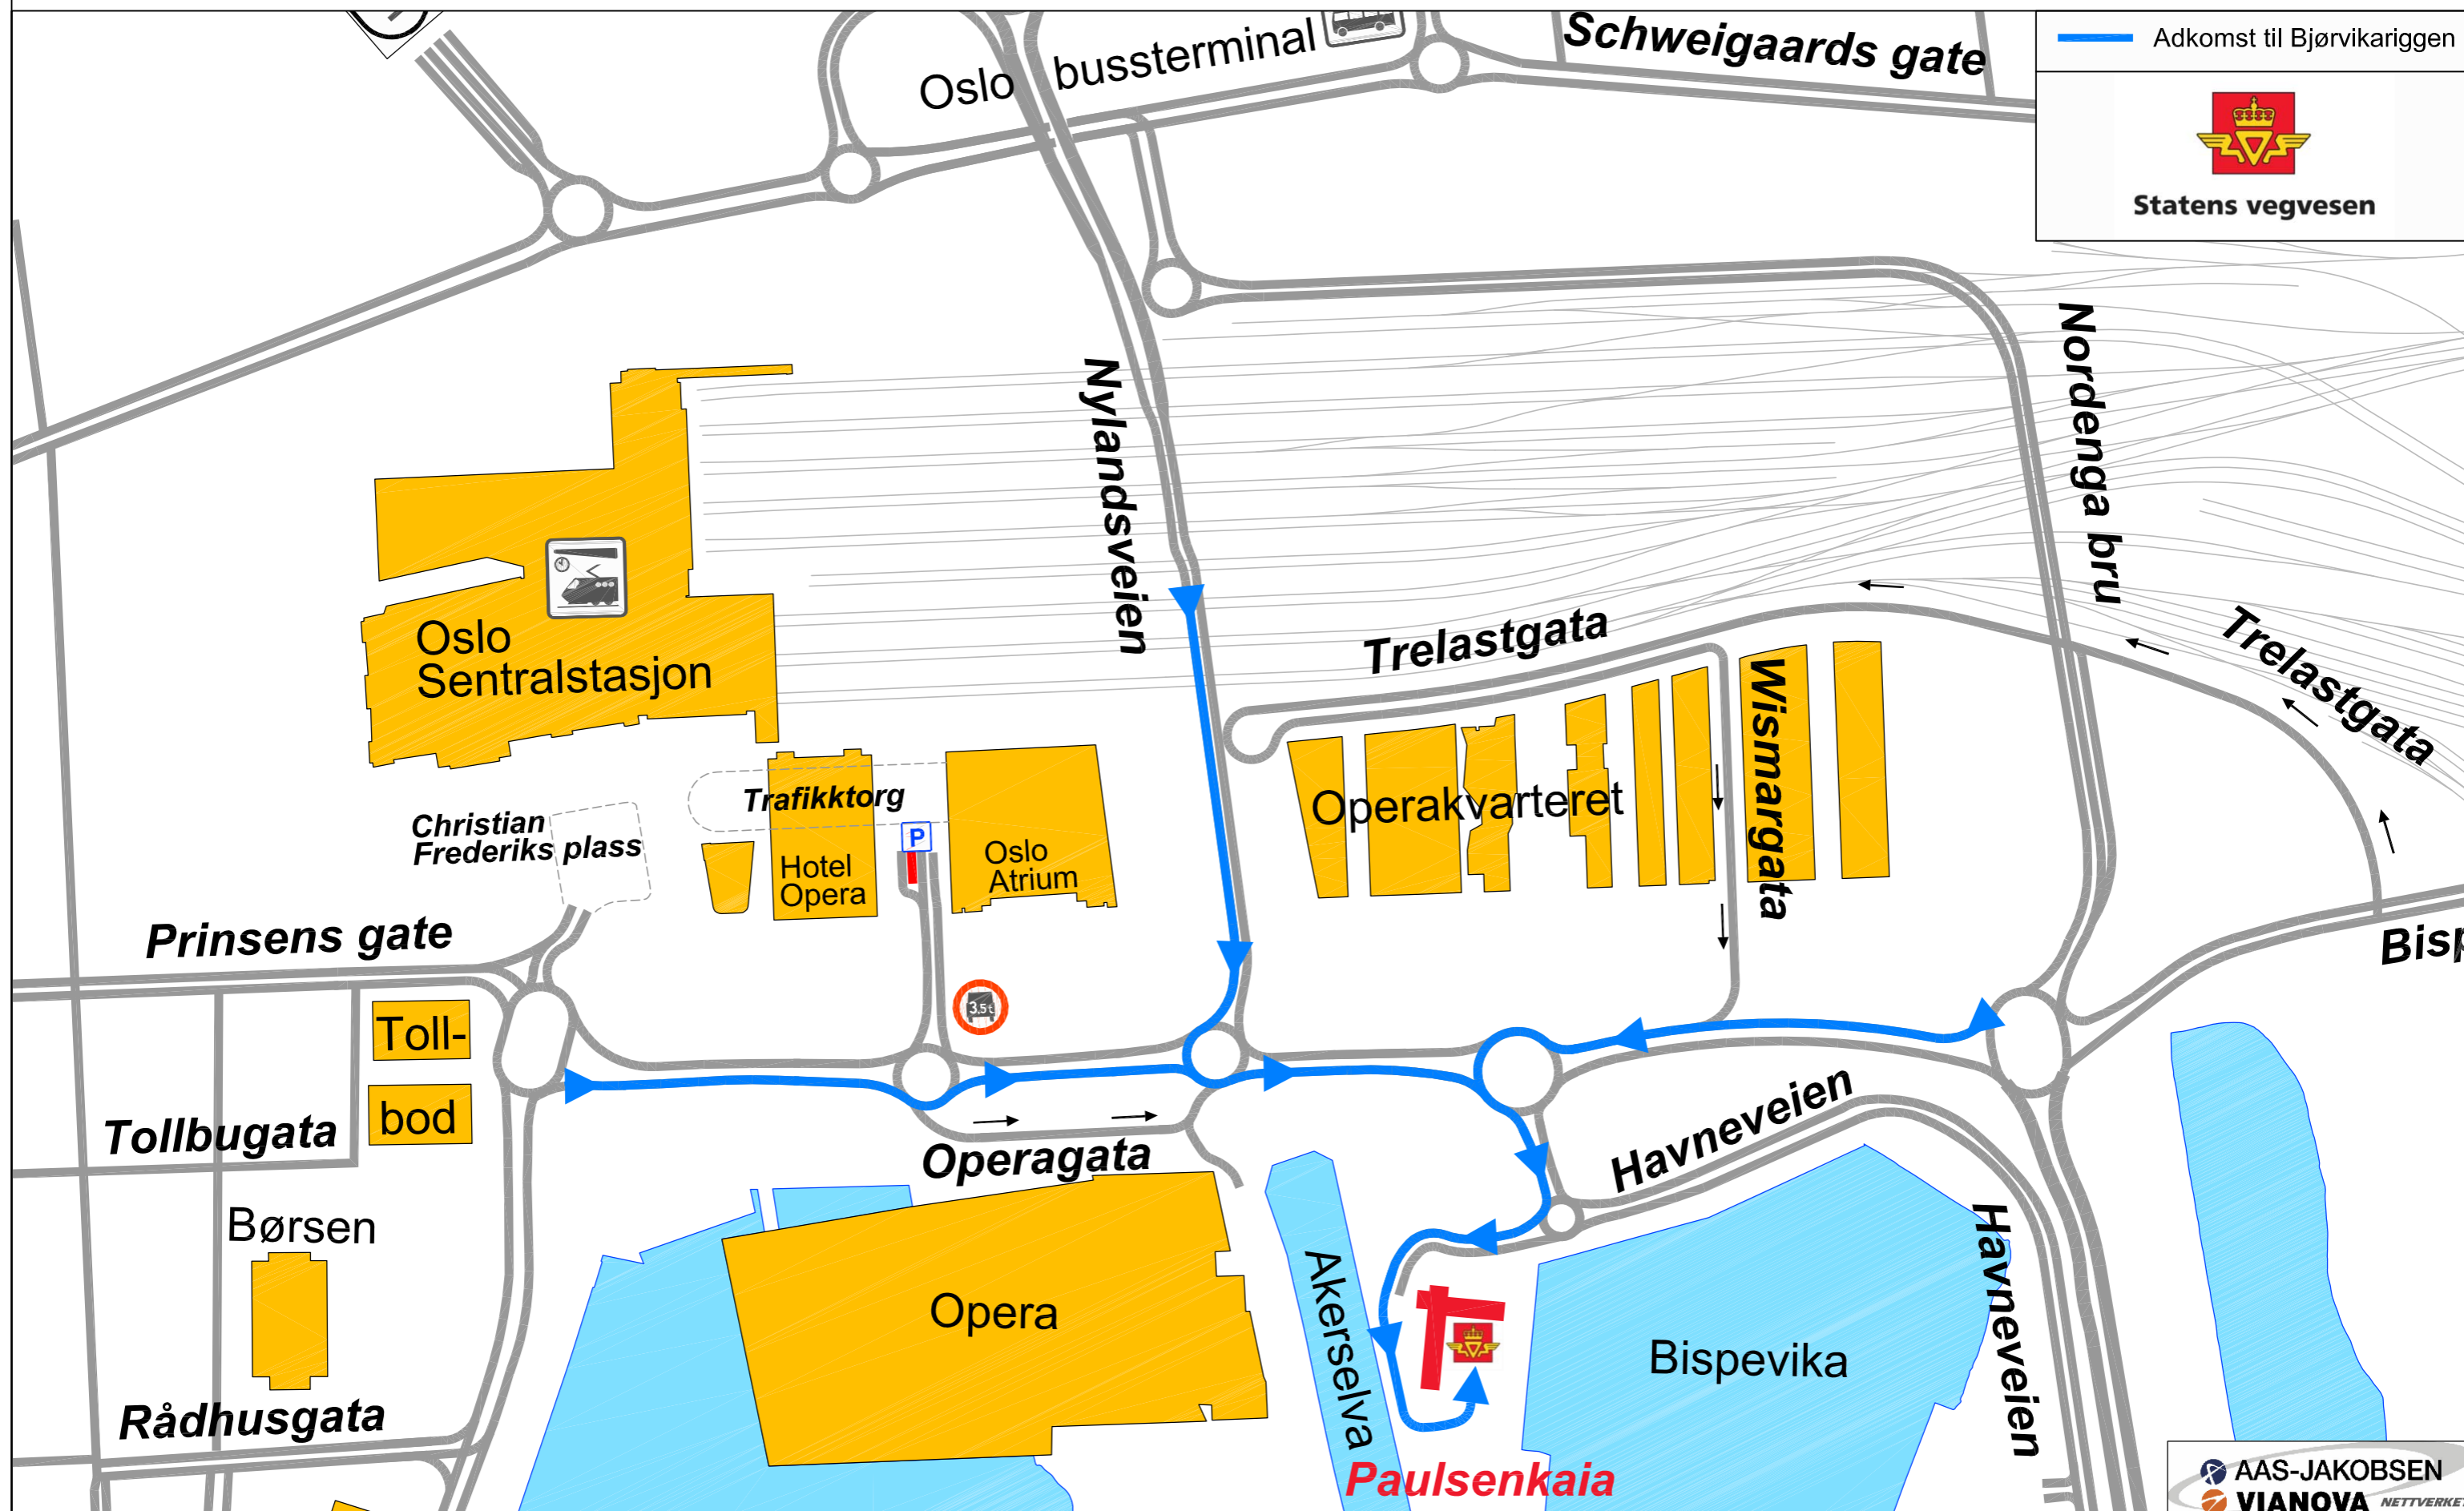 Schweigaards gate
Oslo bussterminal
Adkomst til Bjørvikariggen
Statens vegvesen
Nylandsveien
Nordenga bru
Oslo
Sentralstasjon
Trelastgata
Trelastgata
Wismargata
Trafikktorg
Christian
Frederiks plass
P
Hotel
Opera
Oslo
Atrium
Operakvarteret
Prinsens gate
3.5 t
Toll-
bod
Tollbugata
Operagata
Havneveien
Børsen
Opera
Akerselva
Bispevika
Havneveien
Rådhusgata
Paulsenkaia
AAS-JAKOBSEN
VIANOVA